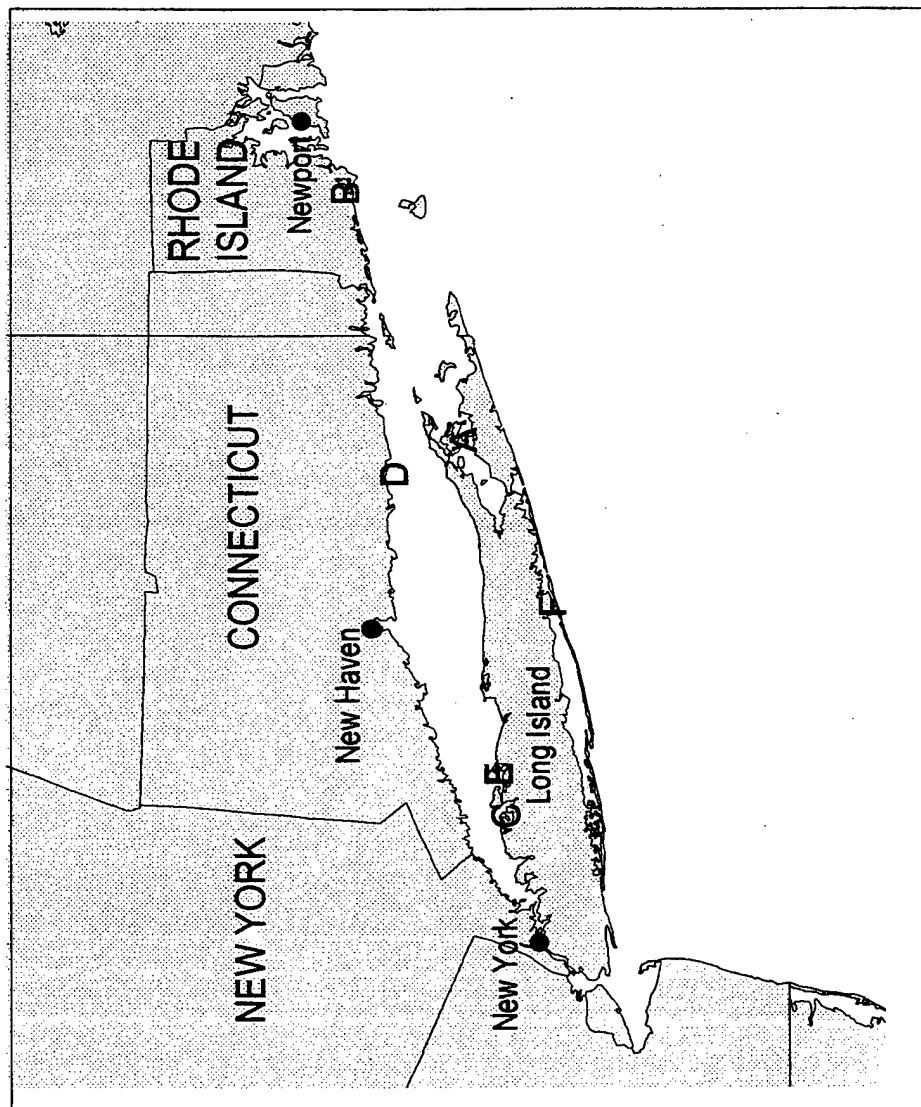 RHODE
ISLAND
Newport
B
CONNECTICUT
D
A
New Haven
F
Long Island
E
C
NEW YORK
New York